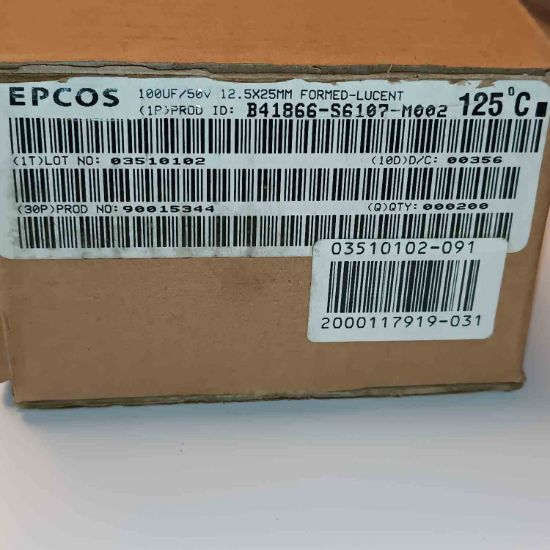 EPCOS 100UF/50V 12.5X25MM FORMED-LUCENT
(1P)PROD ID: B41866-S6107-M002 125°C
(1T)LOT NO: 03510102 (10D)D/C: 00356
(30P)PROD NO: 90015344 (Q)QTY: 000200
03510102-091
2000117919-031